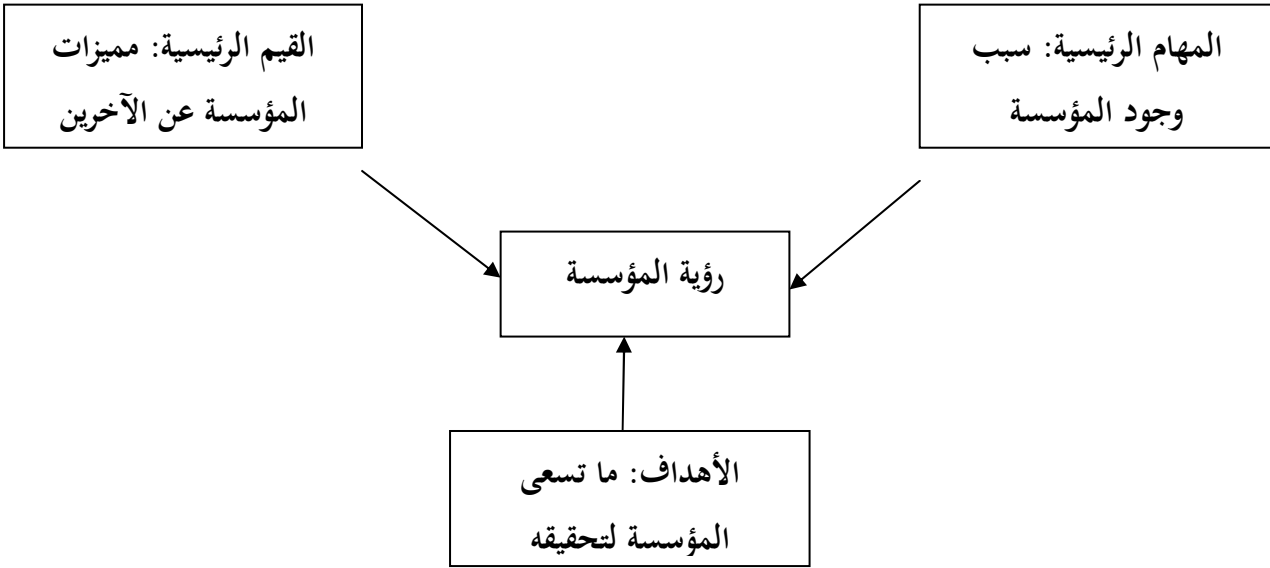 المهام الرئيسية: سبب
وجود المؤسسة
القيم الرئيسية: مميزات
المؤسسة عن الآخرين
رؤية المؤسسة
الأهداف: ما تسعى
المؤسسة لتحقيقه